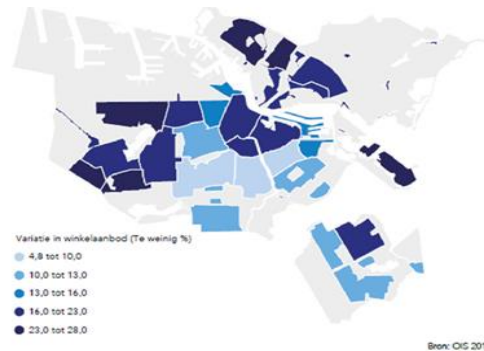 Variatie in winkelaanbod (Te weinig %)
4,8 tot 10,0
10,0 tot 13,0
13,0 tot 16,0
16,0 tot 23,0
23,0 tot 28,0
Bron: OIS 201